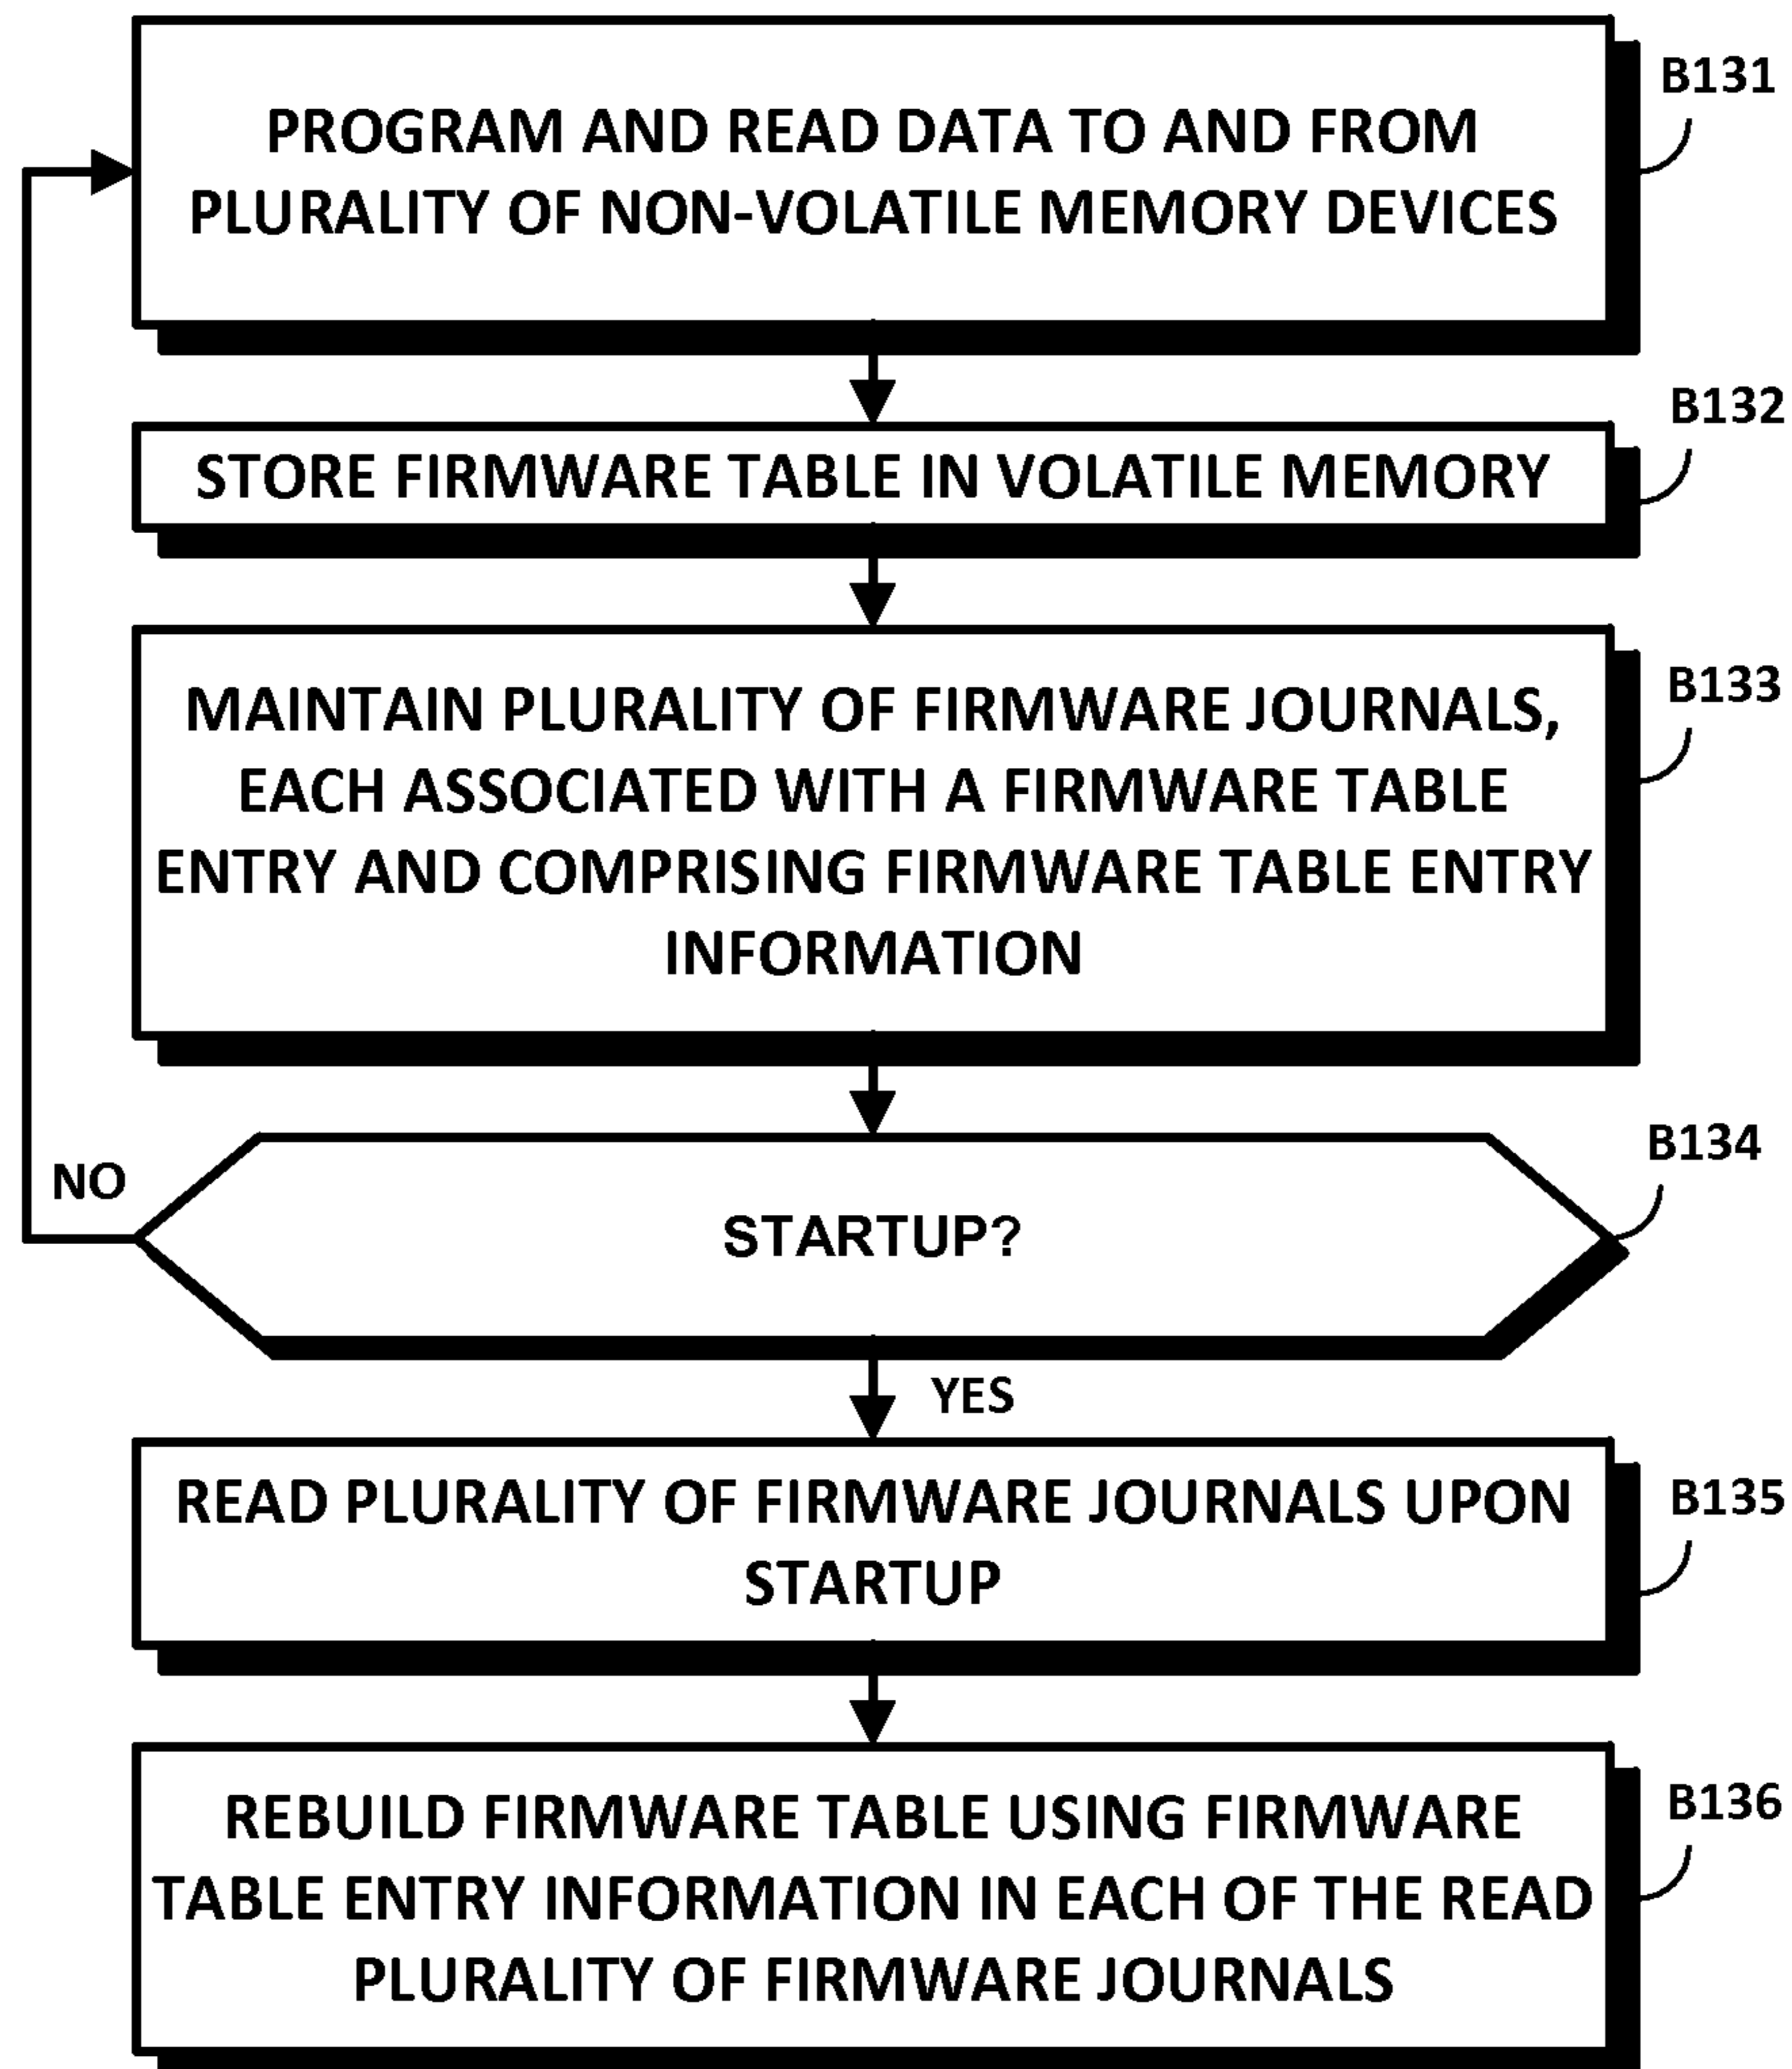 B131
PROGRAM AND READ DATA TO AND FROM
PLURALITY OF NON-VOLATILE MEMORY DEVICES
B132
STORE FIRMWARE TABLE IN VOLATILE MEMORY
B133
MAINTAIN PLURALITY OF FIRMWARE JOURNALS,
EACH ASSOCIATED WITH A FIRMWARE TABLE
ENTRY AND COMPRISING FIRMWARE TABLE ENTRY
INFORMATION
B134
NO
STARTUP?
YES
B135
READ PLURALITY OF FIRMWARE JOURNALS UPON
STARTUP
B136
REBUILD FIRMWARE TABLE USING FIRMWARE
TABLE ENTRY INFORMATION IN EACH OF THE READ
PLURALITY OF FIRMWARE JOURNALS